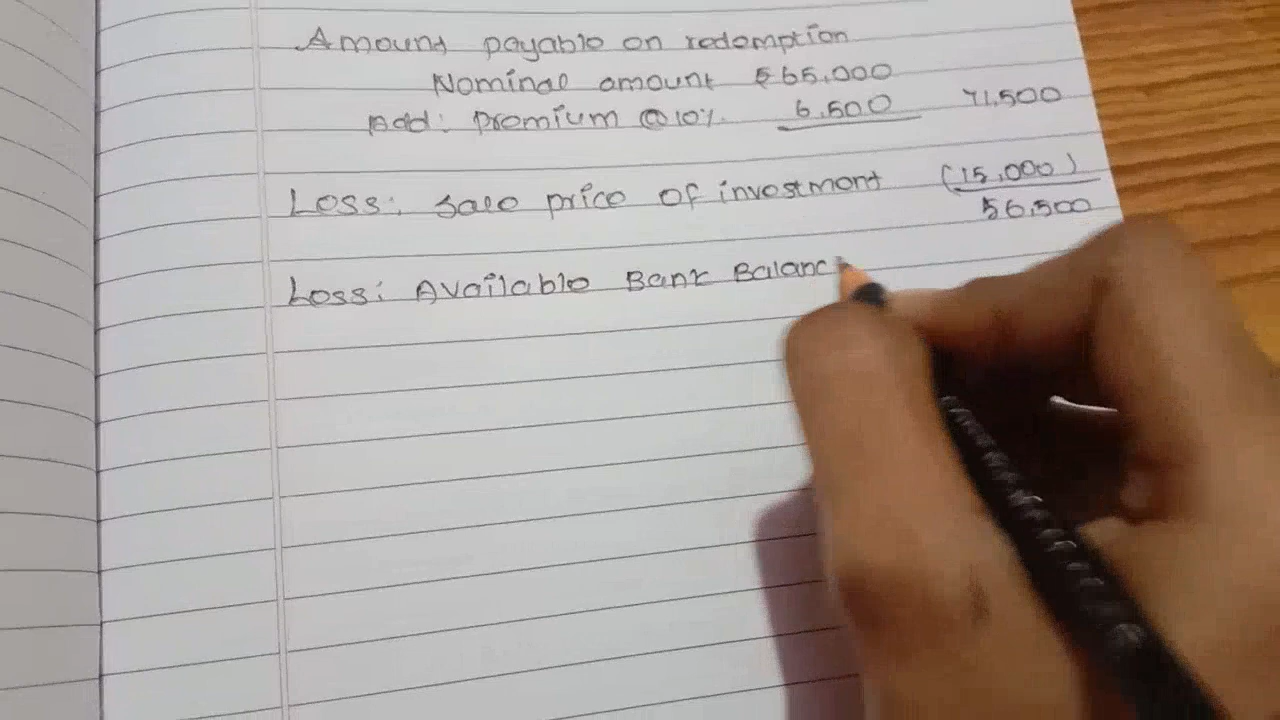 Amount payable on redemption
Nominal amount $65,000
Add: Premium @10% 6,500 71,500
Less: Sale price of investment (15,000)
56,500
Less: Available Bank Balanc